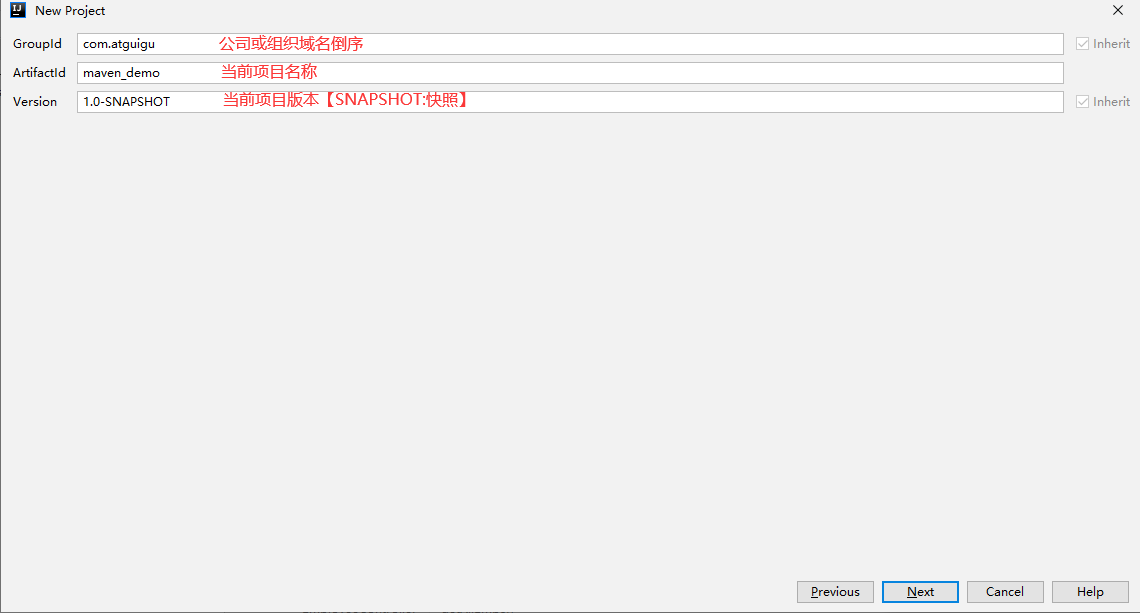 New Project
GroupId com.atguigu 公司或组织域名倒序 Inherit
ArtifactId maven_demo 当前项目名称
Version 1.0-SNAPSHOT 当前项目版本【SNAPSHOT:快照】 Inherit
Previous Next Cancel Help